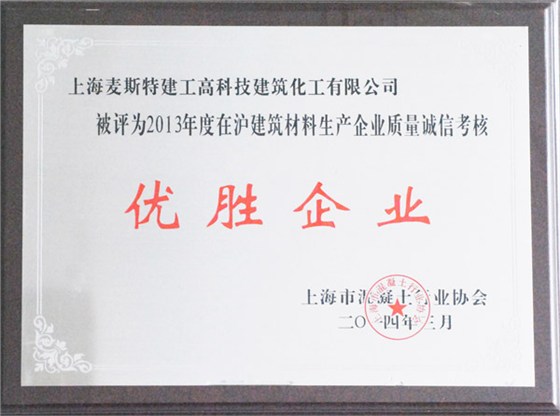 上海麦斯特建工高科技建筑化工有限公司
被评为2013年度在沪建筑材料生产企业质量诚信考核
优胜企业
上海市混凝土行业协会
二〇一四年三月